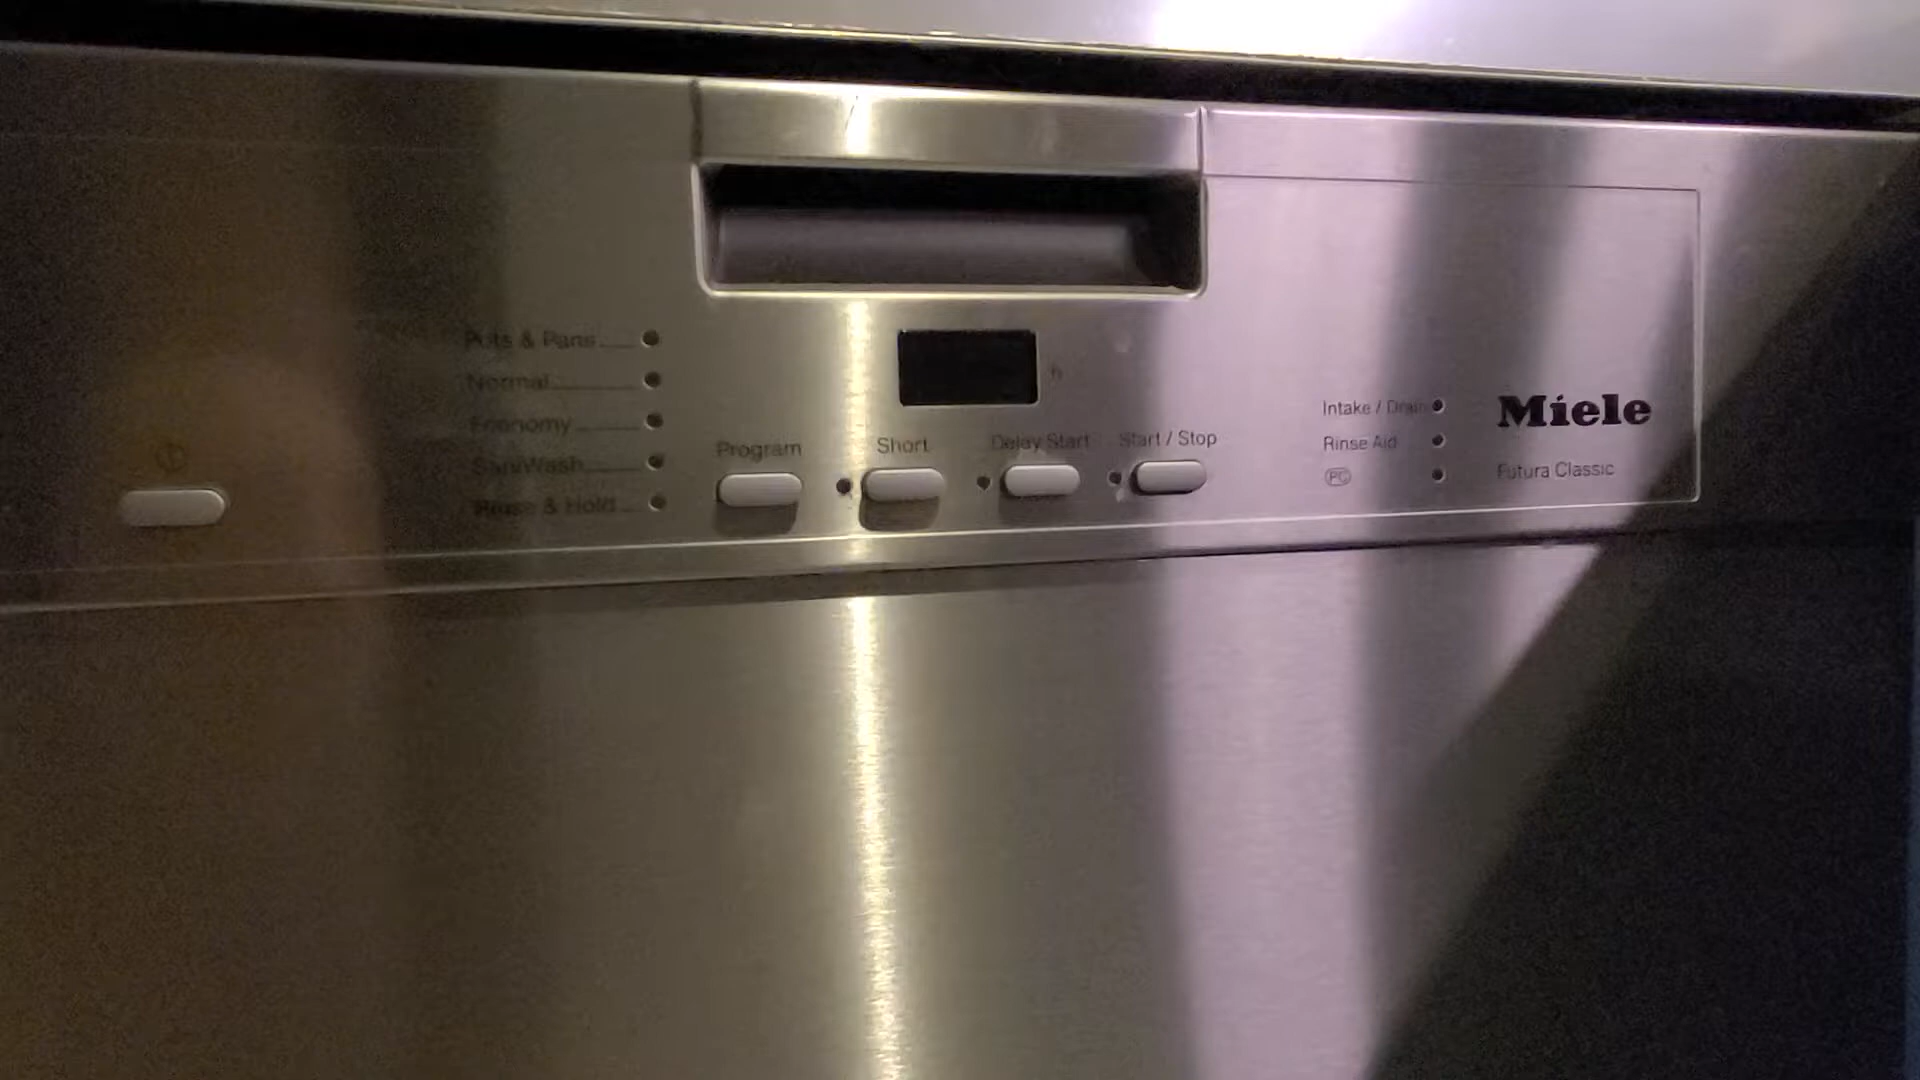 Pots & Pans
Normal
Economy
SaniWash
Rinse & Hold
Program
Short
Delay Start
Start / Stop
h
Intake / Drain
Rinse Aid
PC
Miele
Futura Classic